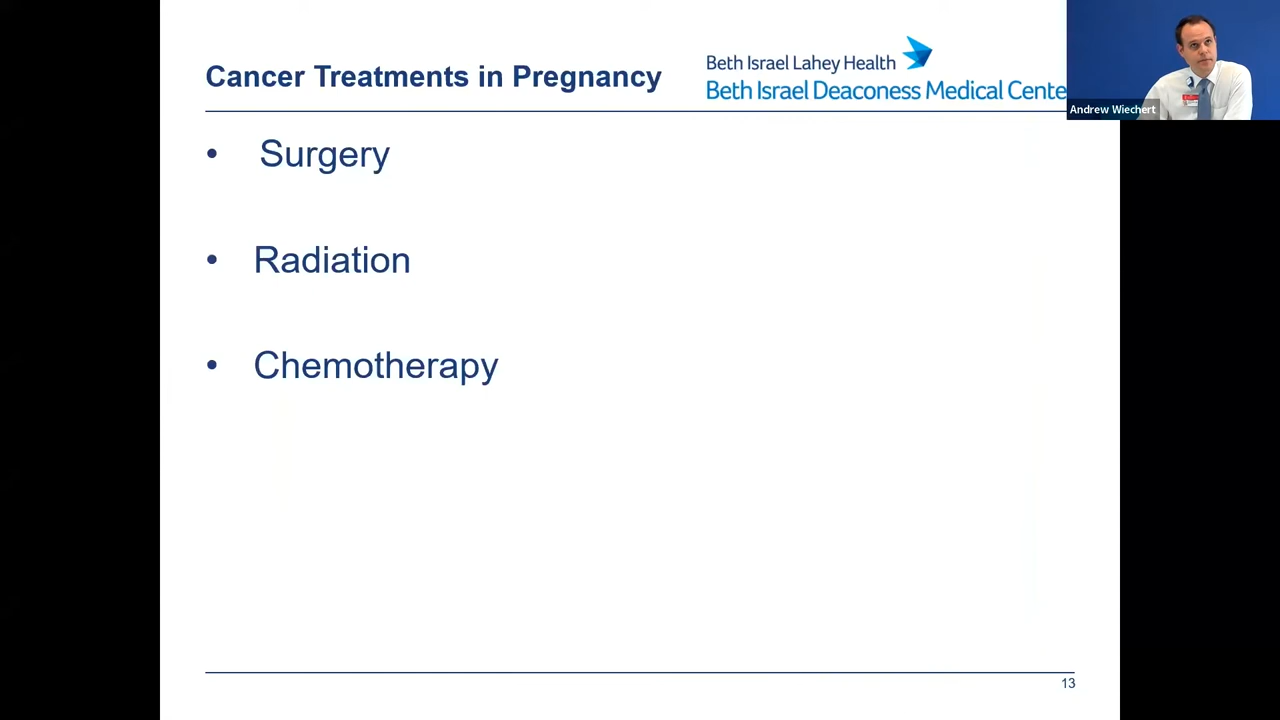 Cancer Treatments in Pregnancy
Beth Israel Lahey Health
Beth Israel Deaconess Medical Cente
Andrew Wiechert
• Surgery
• Radiation
• Chemotherapy
13